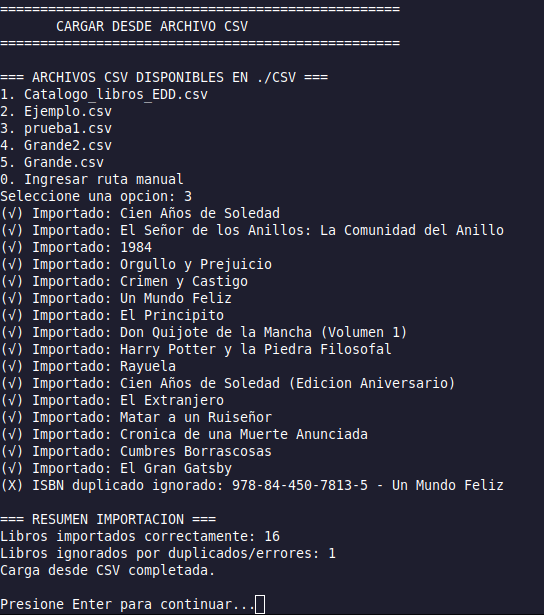 ==================================================
CARGAR DESDE ARCHIVO CSV
==================================================
=== ARCHIVOS CSV DISPONIBLES EN ./CSV ===
1. Catalogo_libros_EDD.csv
2. Ejemplo.csv
3. prueba1.csv
4. Grande2.csv
5. Grande.csv
0. Ingresar ruta manual
Seleccione una opcion: 3
(√) Importado: Cien Años de Soledad
(√) Importado: El Señor de los Anillos: La Comunidad del Anillo
(√) Importado: 1984
(√) Importado: Orgullo y Prejuicio
(√) Importado: Crimen y Castigo
(√) Importado: Un Mundo Feliz
(√) Importado: El Principito
(√) Importado: Don Quijote de la Mancha (Volumen 1)
(√) Importado: Harry Potter y la Piedra Filosofal
(√) Importado: Rayuela
(√) Importado: Cien Años de Soledad (Edicion Aniversario)
(√) Importado: El Extranjero
(√) Importado: Matar a un Ruiseñor
(√) Importado: Cronica de una Muerte Anunciada
(√) Importado: Cumbres Borrascosas
(√) Importado: El Gran Gatsby
(X) ISBN duplicado ignorado: 978-84-450-7813-5 - Un Mundo Feliz
=== RESUMEN IMPORTACION ===
Libros importados correctamente: 16
Libros ignorados por duplicados/errores: 1
Carga desde CSV completada.
Presione Enter para continuar...